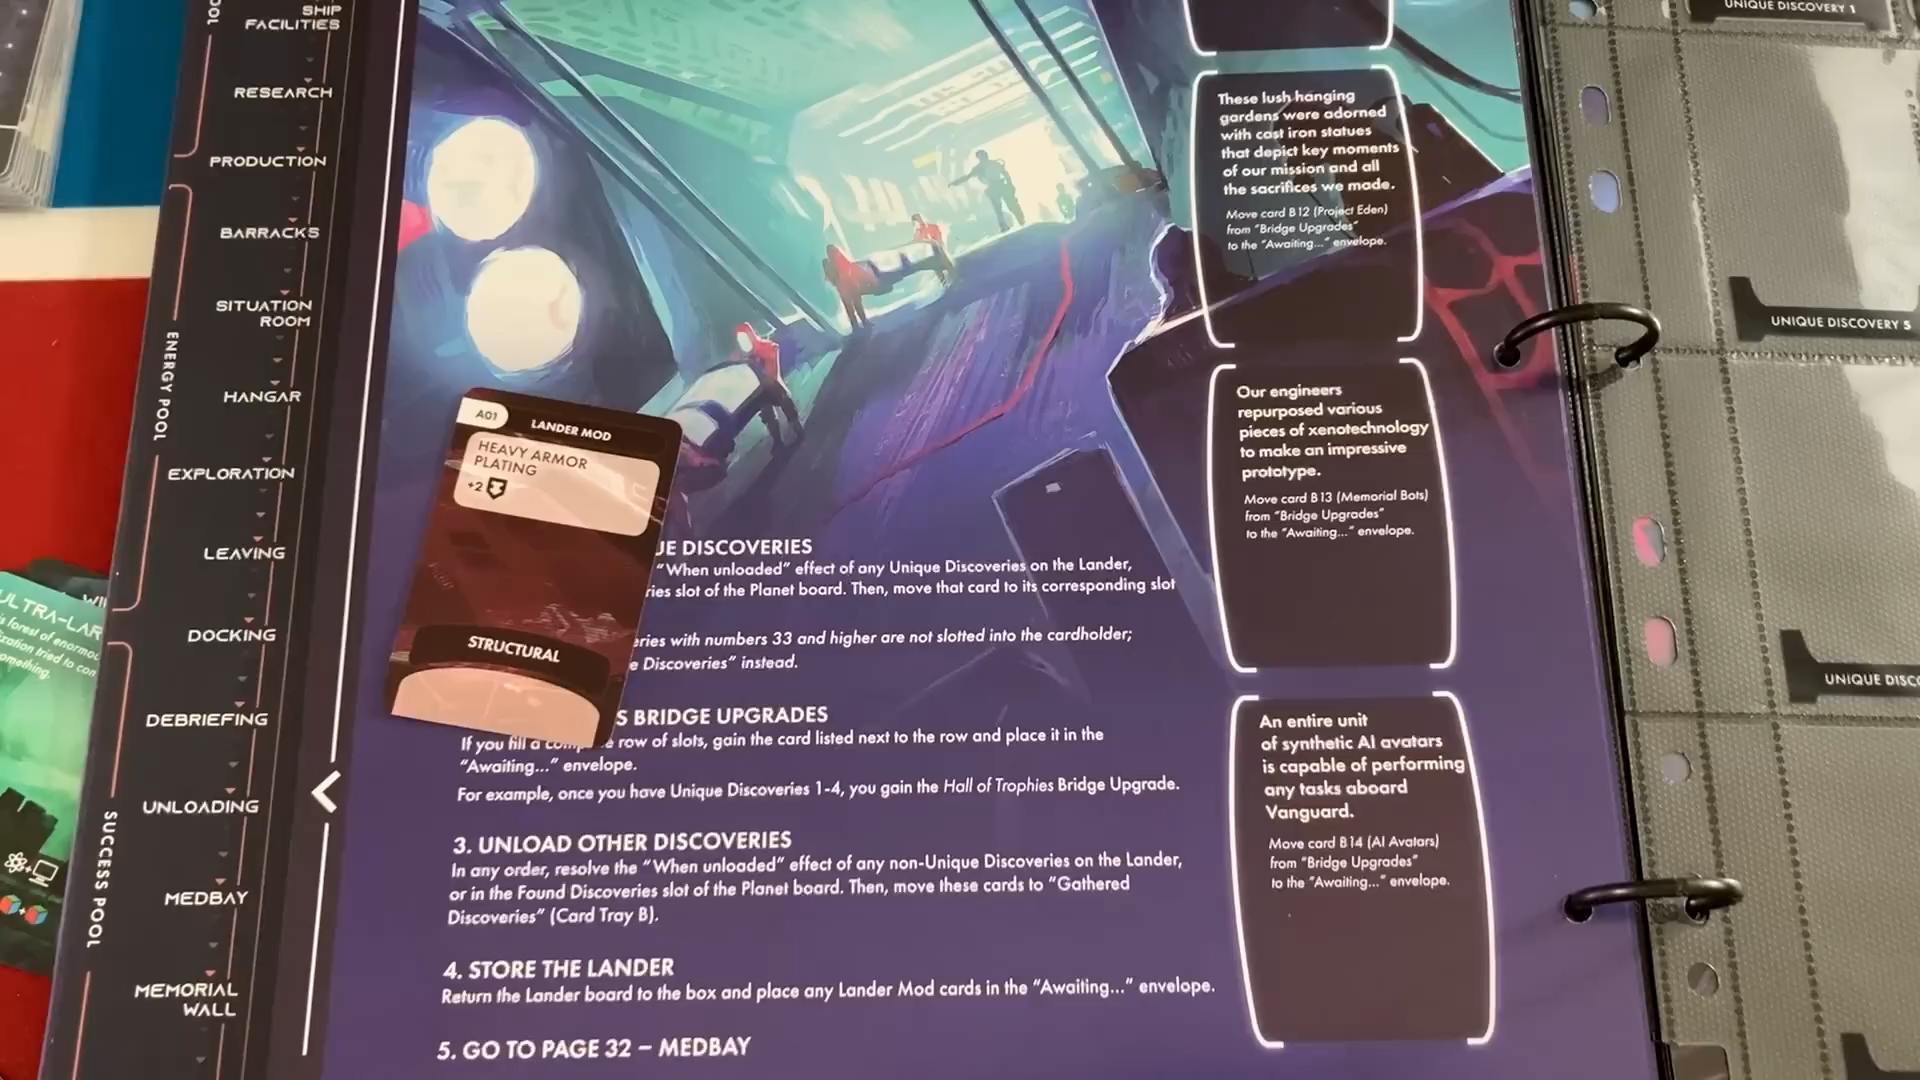 SHIP
FACILITIES
RESEARCH
PRODUCTION
BARRACKS
SITUATION
ROOM
HANGAR
EXPLORATION
LEAVING
DOCKING
DEBRIEFING
UNLOADING
MEDBAY
MEMORIAL
WALL
ENERGY POOL
SUCCESS POOL
ULTRA-LAR
s forest of enormou
omething.
A01
LANDER MOD
HEAVY ARMOR
PLATING
+2
STRUCTURAL
UE DISCOVERIES
"When unloaded" effect of any Unique Discoveries on the Lander,
ries slot of the Planet board. Then, move that card to its corresponding slot
eries with numbers 33 and higher are not slotted into the cardholder;
e Discoveries" instead.
S BRIDGE UPGRADES
If you fill a comp e row of slots, gain the card listed next to the row and place it in the
"Awaiting..." envelope.
For example, once you have Unique Discoveries 1-4, you gain the Hall of Trophies Bridge Upgrade.
3. UNLOAD OTHER DISCOVERIES
In any order, resolve the "When unloaded" effect of any non-Unique Discoveries on the Lander,
or in the Found Discoveries slot of the Planet board. Then, move these cards to "Gathered
Discoveries" (Card Tray B).
4. STORE THE LANDER
Return the Lander board to the box and place any Lander Mod cards in the "Awaiting..." envelope.
5. GO TO PAGE 32 – MEDBAY
These lush hanging
gardens were adorned
with cast iron statues
that depict key moments
of our mission and all
the sacrifices we made.
Move card B12 (Project Eden)
from "Bridge Upgrades"
to the "Awaiting..." envelope.
Our engineers
repurposed various
pieces of xenotechnology
to make an impressive
prototype.
Move card B13 (Memorial Bots)
from "Bridge Upgrades"
to the "Awaiting..." envelope.
An entire unit
of synthetic AI avatars
is capable of performing
any tasks aboard
Vanguard.
Move card B14 (AI Avatars)
from "Bridge Upgrades"
to the "Awaiting..." envelope.
UNIQUE DISCOVERY 1
UNIQUE DISCOVERY 5
UNIQUE DISCO